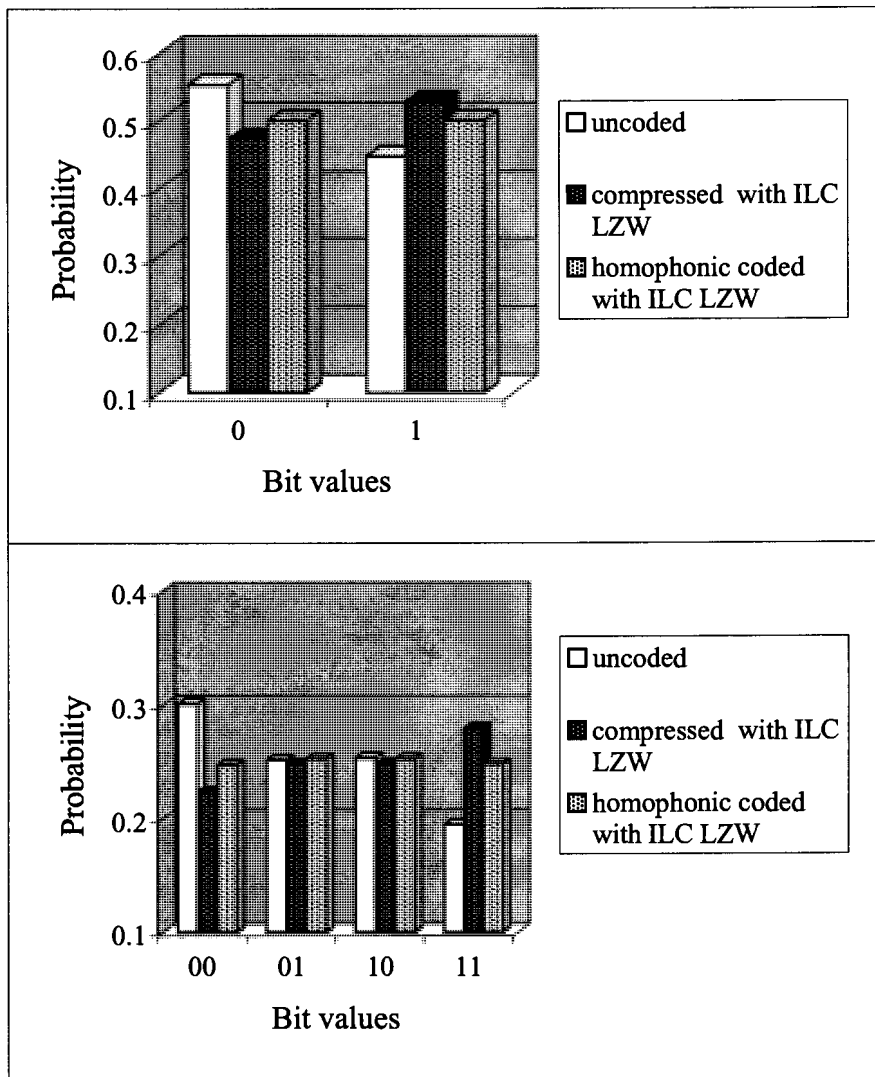 0.6
0.5
0.4
0.3
0.2
0.1
Probability
0 1
Bit values
uncoded
compressed with ILC
LZW
homophonic coded
with ILC LZW
0.4
0.3
0.2
0.1
Probability
00 01 10 11
Bit values
uncoded
compressed with ILC
LZW
homophonic coded
with ILC LZW